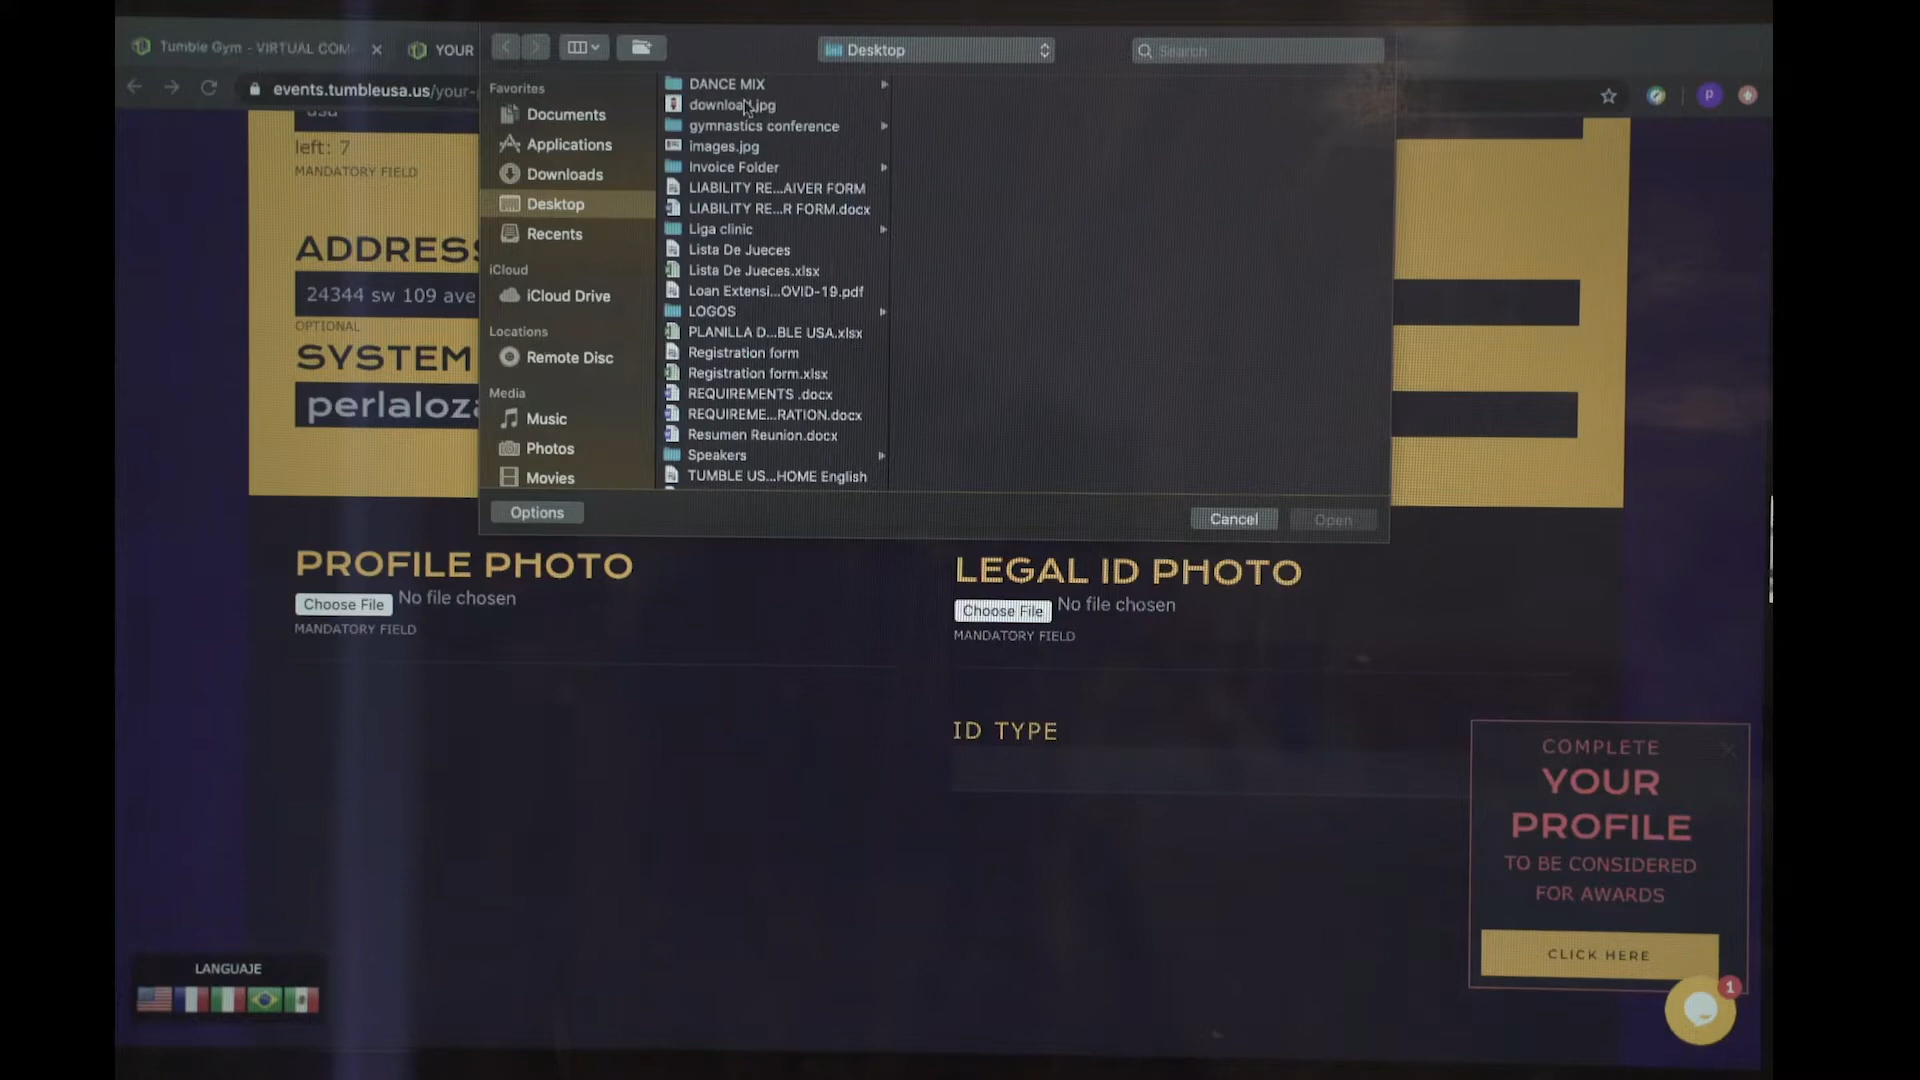 Tumble Gym - VIRTUAL COM
YOUR
Desktop
Search
events.tumbleusa.us/your-
P
Favorites
Documents
Applications
Downloads
Desktop
Recents
iCloud
iCloud Drive
Locations
Remote Disc
Media
Music
Photos
Movies
DANCE MIX
download.jpg
gymnastics conference
images.jpg
Invoice Folder
LIABILITY RE...AIVER FORM
LIABILITY RE...R FORM.docx
Liga clinic
Lista De Jueces
Lista De Jueces.xlsx
Loan Extensi...OVID-19.pdf
LOGOS
PLANILLA D...BLE USA.xlsx
Registration form
Registration form.xlsx
REQUIREMENTS .docx
REQUIREME...RATION.docx
Resumen Reunion.docx
Speakers
TUMBLE US...HOME English
Options
Cancel
Open
usa
left: 7
MANDATORY FIELD
ADDRESS
24344 sw 109 ave
OPTIONAL
SYSTEM
perlaloza
PROFILE PHOTO
Choose File No file chosen
MANDATORY FIELD
LEGAL ID PHOTO
Choose File No file chosen
MANDATORY FIELD
ID TYPE
COMPLETE
YOUR
PROFILE
TO BE CONSIDERED
FOR AWARDS
CLICK HERE
1
LANGUAJE